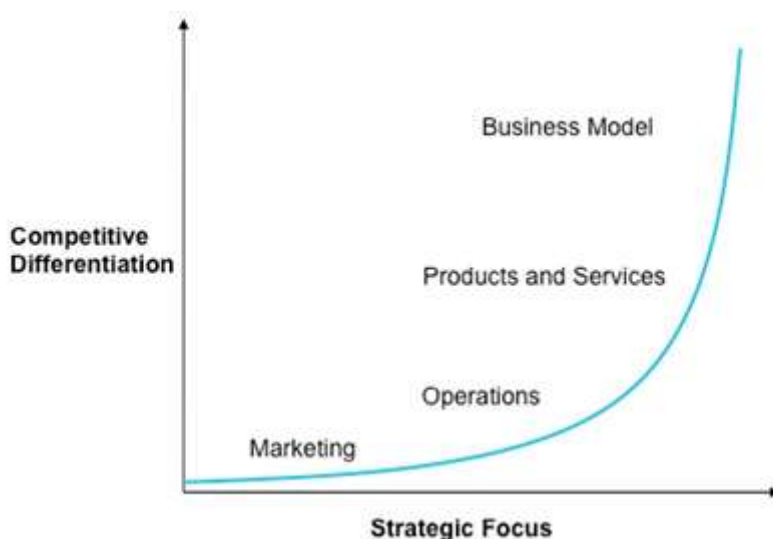 Business Model
Competitive
Differentiation
Products and Services
Operations
Marketing
Strategic Focus